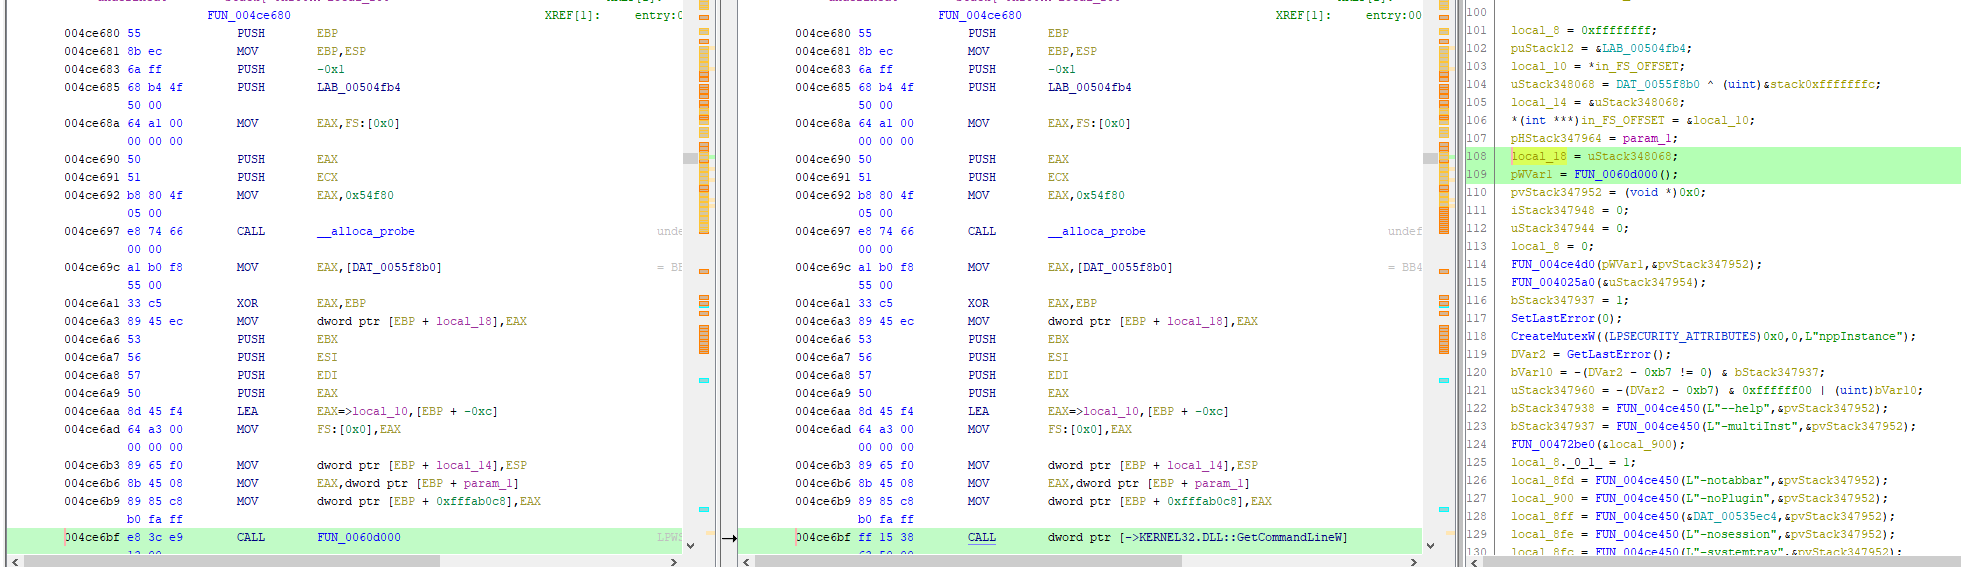 FUN_004ce680 XREF[1]: entry:0
004ce680 55 PUSH EBP
004ce681 8b ec MOV EBP,ESP
004ce683 6a ff PUSH -0x1
004ce685 68 b4 4f PUSH LAB_00504fb4
50 00
004ce68a 64 a1 00 MOV EAX,FS:[0x0]
00 00 00
004ce690 50 PUSH EAX
004ce691 51 PUSH ECX
004ce692 b8 80 4f MOV EAX,0x54f80
05 00
004ce697 e8 74 66 CALL __alloca_probe unde
00 00
004ce69c a1 b0 f8 MOV EAX,[DAT_0055f8b0] = BB
55 00
004ce6a1 33 c5 XOR EAX,EBP
004ce6a3 89 45 ec MOV dword ptr [EBP + local_18],EAX
004ce6a6 53 PUSH EBX
004ce6a7 56 PUSH ESI
004ce6a8 57 PUSH EDI
004ce6a9 50 PUSH EAX
004ce6aa 8d 45 f4 LEA EAX=>local_10,[EBP + -0xc]
004ce6ad 64 a3 00 MOV FS:[0x0],EAX
00 00 00
004ce6b3 89 65 f0 MOV dword ptr [EBP + local_14],ESP
004ce6b6 8b 45 08 MOV EAX,dword ptr [EBP + param_1]
004ce6b9 89 85 c8 MOV dword ptr [EBP + 0xfffab0c8],EAX
b0 fa ff
004ce6bf e8 3c e9 CALL FUN_0060d000 LPWS
FUN_004ce680 XREF[1]: entry:00
004ce680 55 PUSH EBP
004ce681 8b ec MOV EBP,ESP
004ce683 6a ff PUSH -0x1
004ce685 68 b4 4f PUSH LAB_00504fb4
50 00
004ce68a 64 a1 00 MOV EAX,FS:[0x0]
00 00 00
004ce690 50 PUSH EAX
004ce691 51 PUSH ECX
004ce692 b8 80 4f MOV EAX,0x54f80
05 00
004ce697 e8 74 66 CALL __alloca_probe undef
00 00
004ce69c a1 b0 f8 MOV EAX,[DAT_0055f8b0] = BB4
55 00
004ce6a1 33 c5 XOR EAX,EBP
004ce6a3 89 45 ec MOV dword ptr [EBP + local_18],EAX
004ce6a6 53 PUSH EBX
004ce6a7 56 PUSH ESI
004ce6a8 57 PUSH EDI
004ce6a9 50 PUSH EAX
004ce6aa 8d 45 f4 LEA EAX=>local_10,[EBP + -0xc]
004ce6ad 64 a3 00 MOV FS:[0x0],EAX
00 00 00
004ce6b3 89 65 f0 MOV dword ptr [EBP + local_14],ESP
004ce6b6 8b 45 08 MOV EAX,dword ptr [EBP + param_1]
004ce6b9 89 85 c8 MOV dword ptr [EBP + 0xfffab0c8],EAX
b0 fa ff
004ce6bf ff 15 38 CALL dword ptr [->KERNEL32.DLL::GetCommandLineW]
100
101 local_8 = 0xffffffff;
102 puStack12 = &LAB_00504fb4;
103 local_10 = *in_FS_OFFSET;
104 uStack348068 = DAT_0055f8b0 ^ (uint)&stack0xfffffffc;
105 local_14 = &uStack348068;
106 *(int ***)in_FS_OFFSET = &local_10;
107 pHStack347964 = param_1;
108 local_18 = uStack348068;
109 pWVar1 = FUN_0060d000();
110 pvStack347952 = (void *)0x0;
111 iStack347948 = 0;
112 uStack347944 = 0;
113 local_8 = 0;
114 FUN_004ce4d0(pWVar1,&pvStack347952);
115 FUN_004025a0(&uStack347954);
116 bStack347937 = 1;
117 SetLastError(0);
118 CreateMutexW((LPSECURITY_ATTRIBUTES)0x0,0,L"nppInstance");
119 DVar2 = GetLastError();
120 bVar10 = -(DVar2 - 0xb7 != 0) & bStack347937;
121 uStack347960 = -(DVar2 - 0xb7) & 0xffffff00 | (uint)bVar10;
122 bStack347938 = FUN_004ce450(L"--help",&pvStack347952);
123 bStack347937 = FUN_004ce450(L"-multiInst",&pvStack347952);
124 FUN_00472be0(&local_900);
125 local_8._0_1_ = 1;
126 local_8fd = FUN_004ce450(L"-notabbar",&pvStack347952);
127 local_900 = FUN_004ce450(L"-noPlugin",&pvStack347952);
128 local_8ff = FUN_004ce450(&DAT_00535ec4,&pvStack347952);
129 local_8fe = FUN_004ce450(L"-nosession",&pvStack347952);
130 local_8fc = FUN_004ce450(L"-systemtray",&pvStack347952);